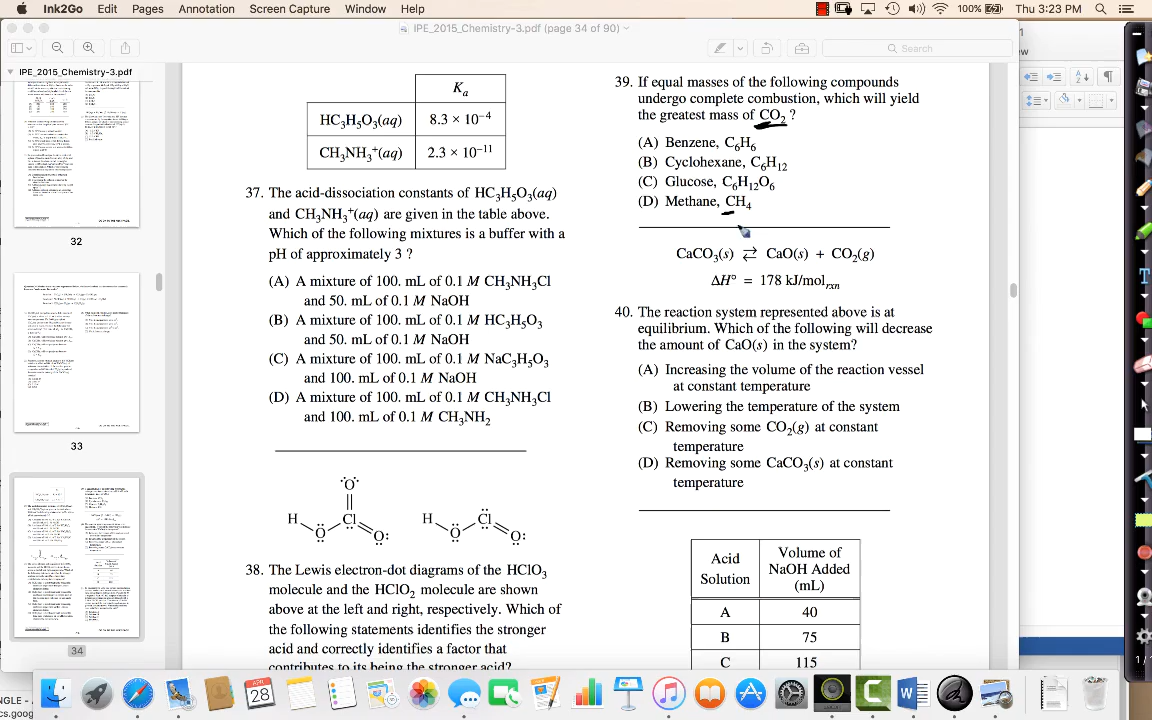 Ink2Go Edit Pages Annotation Screen Capture Window Help 100% Thu 3:23 PM
IPE_2015_Chemistry-3.pdf (page 34 of 90)
Search
IPE_2015_Chemistry-3.pdf
32
33
34
Kₐ
HC₃H₅O₃(aq) 8.3 × 10⁻⁴
CH₃NH₃⁺(aq) 2.3 × 10⁻¹¹
37. The acid-dissociation constants of HC₃H₅O₃(aq)
and CH₃NH₃⁺(aq) are given in the table above.
Which of the following mixtures is a buffer with a
pH of approximately 3 ?
(A) A mixture of 100. mL of 0.1 M CH₃NH₃Cl
and 50. mL of 0.1 M NaOH
(B) A mixture of 100. mL of 0.1 M HC₃H₅O₃
and 50. mL of 0.1 M NaOH
(C) A mixture of 100. mL of 0.1 M NaC₃H₅O₃
and 100. mL of 0.1 M NaOH
(D) A mixture of 100. mL of 0.1 M CH₃NH₃Cl
and 100. mL of 0.1 M CH₃NH₂
O
H O Cl O: H O Cl O:
38. The Lewis electron-dot diagrams of the HClO₃
molecule and the HClO₂ molecule are shown
above at the left and right, respectively. Which of
the following statements identifies the stronger
acid and correctly identifies a factor that
contributes to its being the stronger acid?
39. If equal masses of the following compounds
undergo complete combustion, which will yield
the greatest mass of CO₂ ?
(A) Benzene, C₆H₆
(B) Cyclohexane, C₆H₁₂
(C) Glucose, C₆H₁₂O₆
(D) Methane, CH₄
CaCO₃(s) ⇄ CaO(s) + CO₂(g)
ΔH° = 178 kJ/molᵣₓₙ
40. The reaction system represented above is at
equilibrium. Which of the following will decrease
the amount of CaO(s) in the system?
(A) Increasing the volume of the reaction vessel
at constant temperature
(B) Lowering the temperature of the system
(C) Removing some CO₂(g) at constant
temperature
(D) Removing some CaCO₃(s) at constant
temperature
Acid Solution Volume of NaOH Added (mL)
A 40
B 75
C 115
APR
28